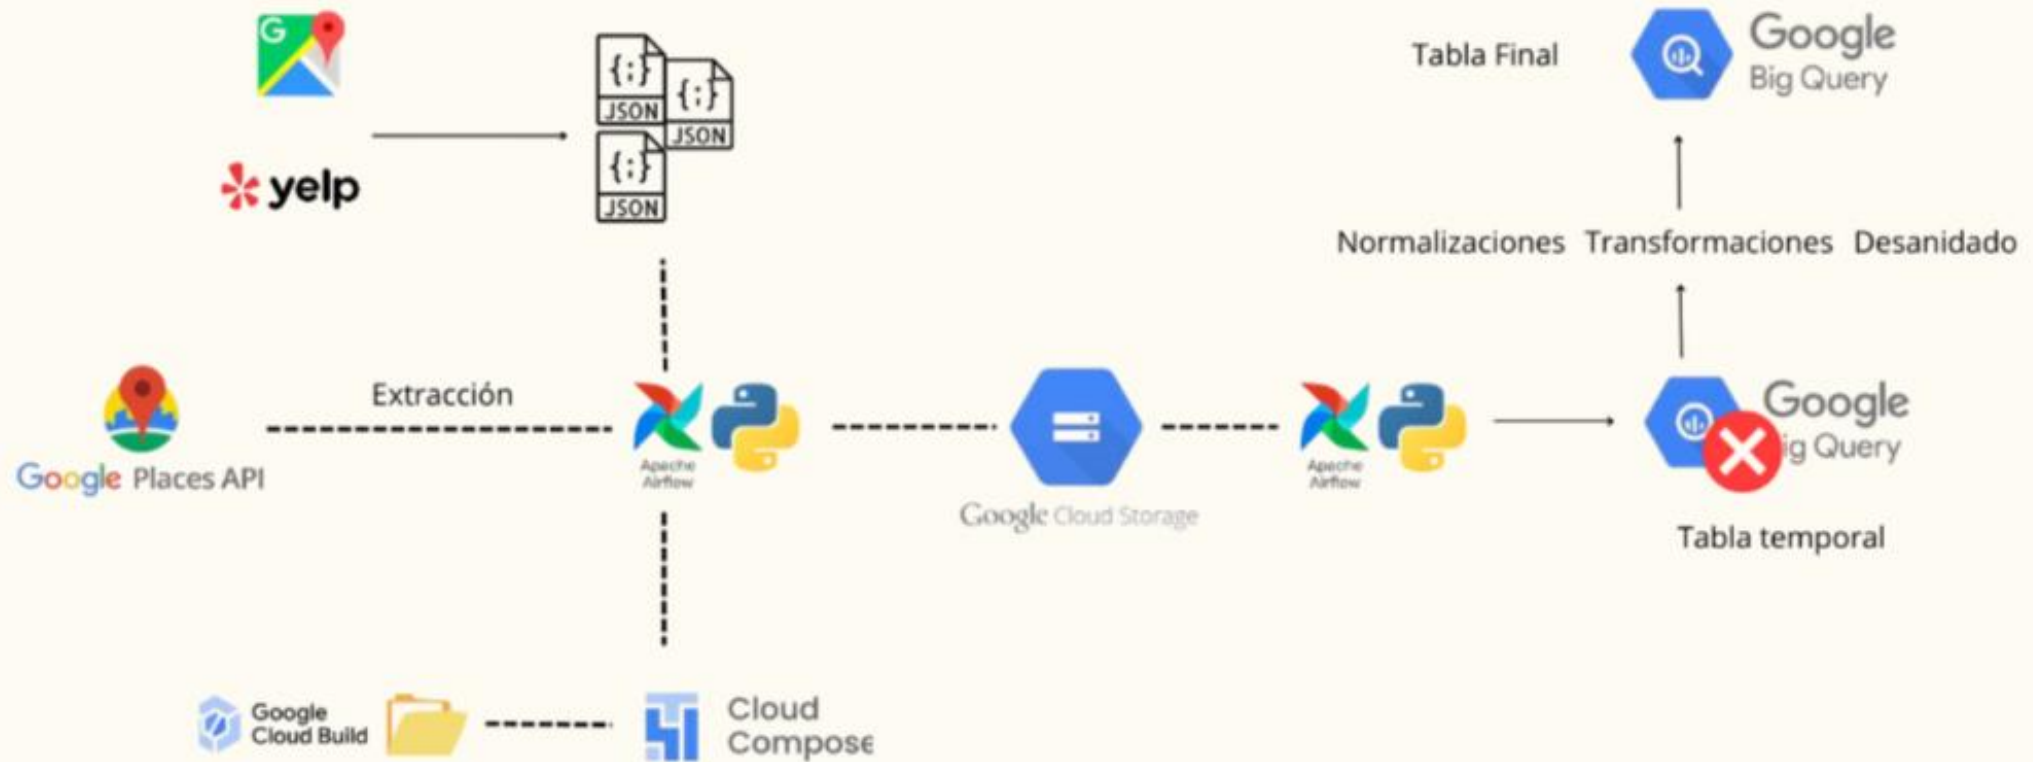 G
yelp
{;}
JSON
{;}
JSON
{;}
JSON
Tabla Final
Google
Big Query
Normalizaciones Transformaciones Desanidado
Google Places API
Extracción
Apache
Airflow
Google Cloud Storage
Apache
Airflow
Google
ig Query
Tabla temporal
Google
Cloud Build
Cloud
Compose